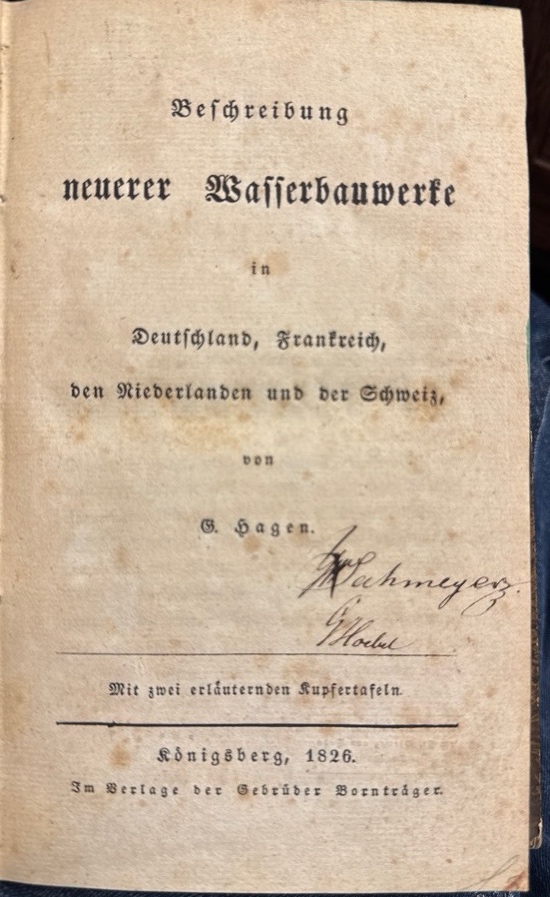 Beſchreibung
neuerer Waſſerbauwerke
in
Deutſchland, Frankreich,
den Niederlanden und der Schweiz,
von
G. Hagen.
Mit zwei erläuternden Kupfertafeln.
Königsberg, 1826.
Im Verlage der Gebrüder Bornträger.